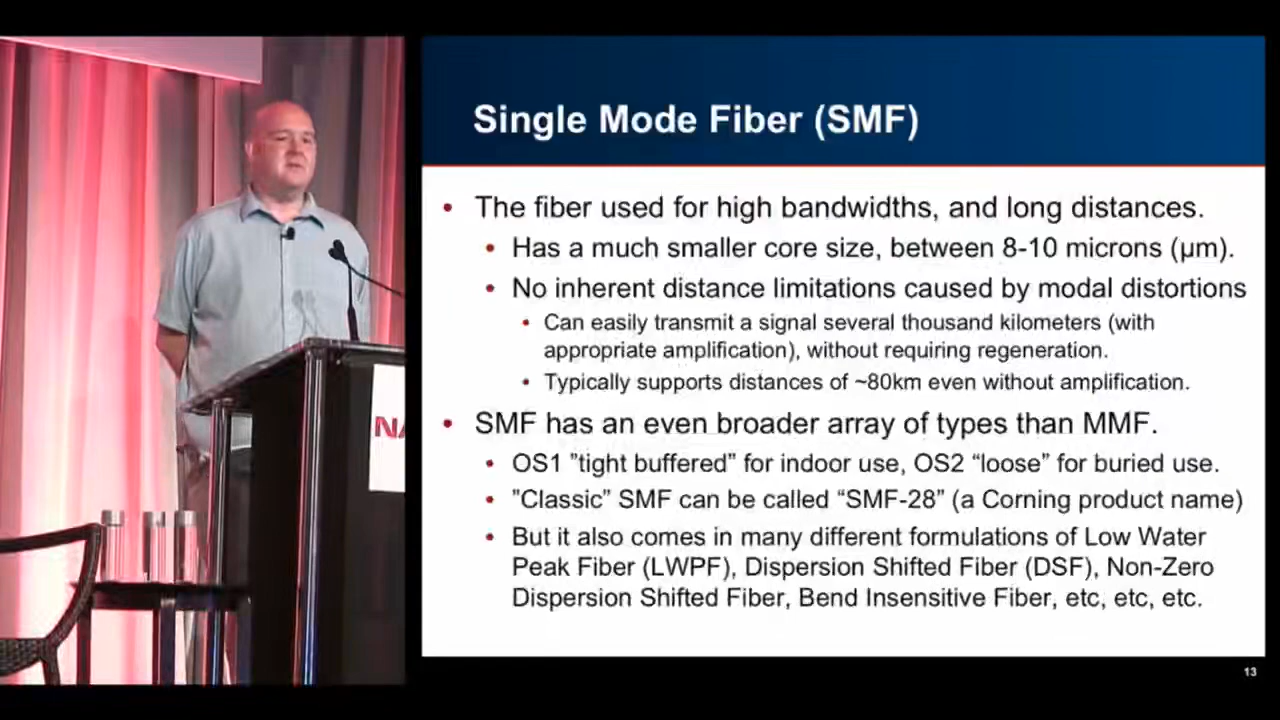 Single Mode Fiber (SMF)
• The fiber used for high bandwidths, and long distances.
• Has a much smaller core size, between 8-10 microns (μm).
• No inherent distance limitations caused by modal distortions
• Can easily transmit a signal several thousand kilometers (with
appropriate amplification), without requiring regeneration.
• Typically supports distances of ~80km even without amplification.
• SMF has an even broader array of types than MMF.
• OS1 ”tight buffered” for indoor use, OS2 “loose” for buried use.
• ”Classic” SMF can be called “SMF-28” (a Corning product name)
• But it also comes in many different formulations of Low Water
Peak Fiber (LWPF), Dispersion Shifted Fiber (DSF), Non-Zero
Dispersion Shifted Fiber, Bend Insensitive Fiber, etc, etc, etc.
13